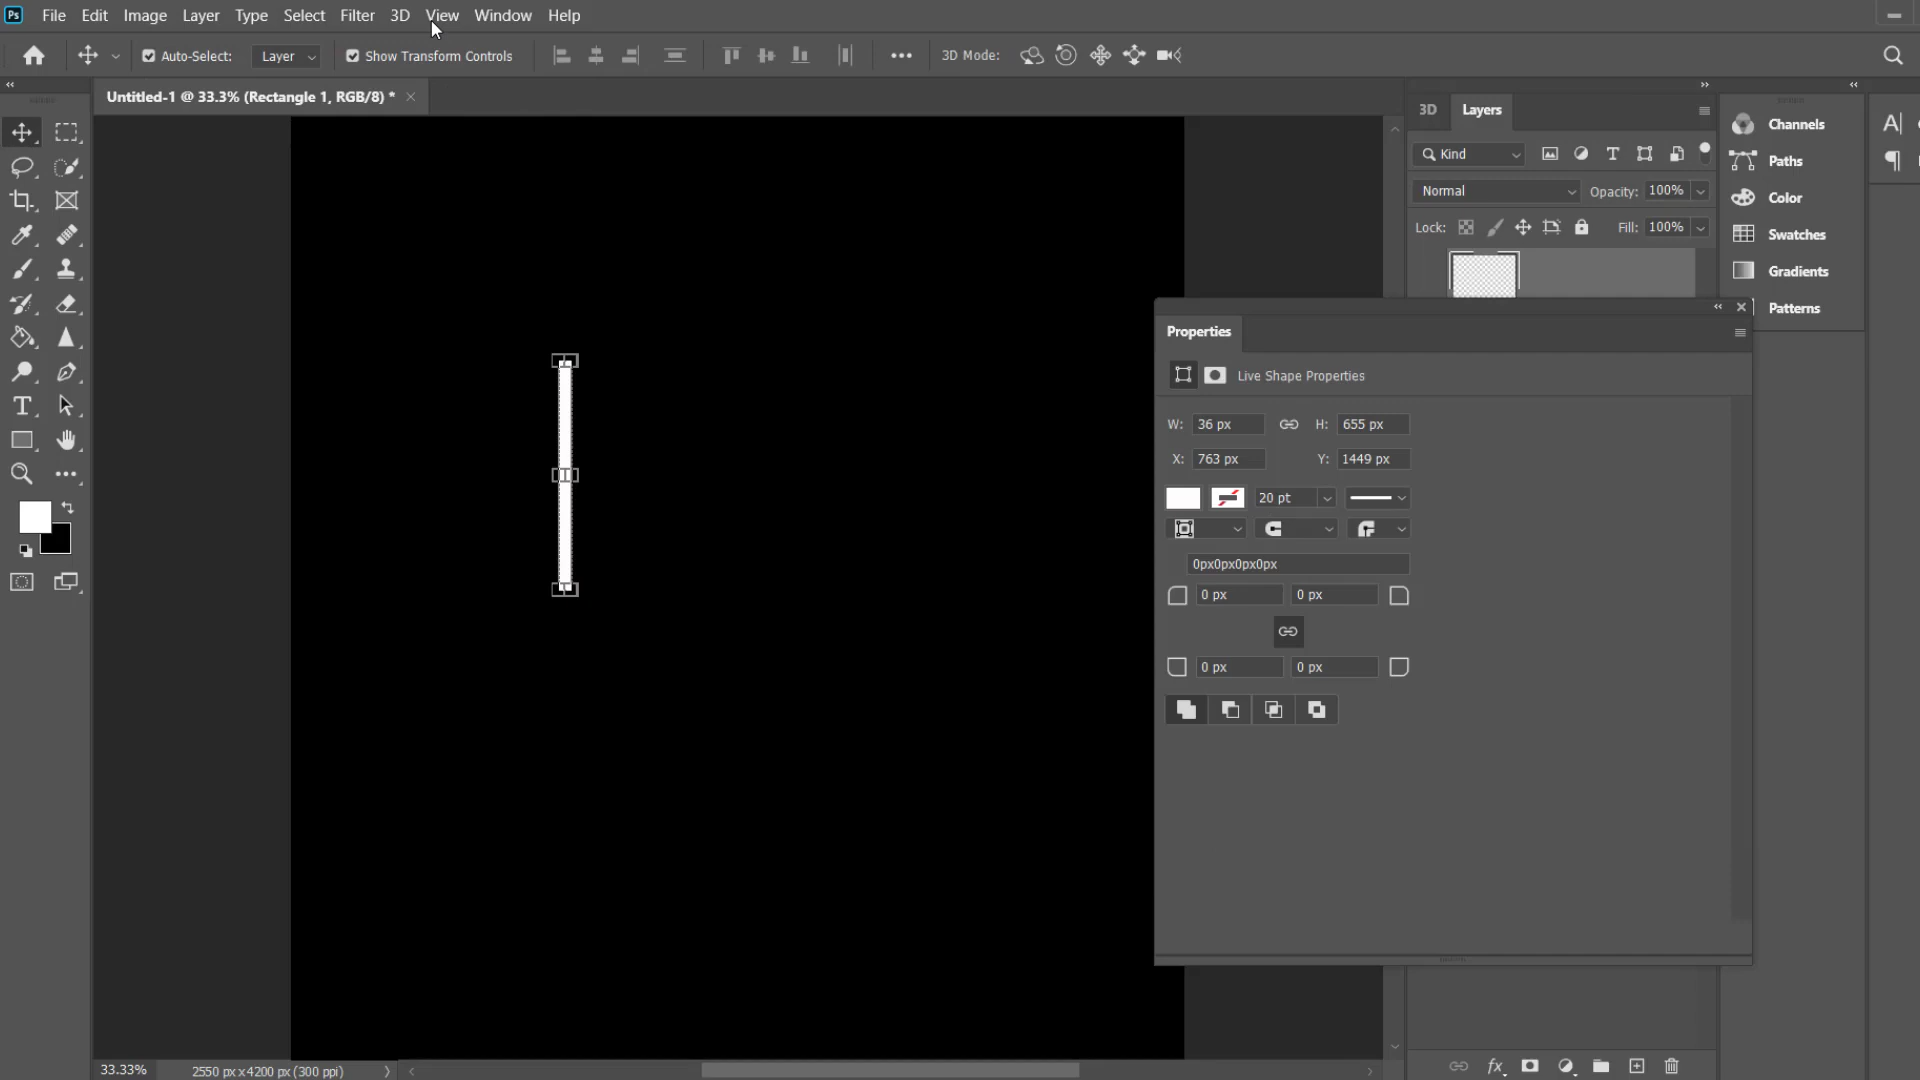 Ps File Edit Image Layer Type Select Filter 3D View Window Help
Auto-Select: Layer Show Transform Controls 3D Mode:
Untitled-1 @ 33.3% (Rectangle 1, RGB/8) *
3D Layers
Kind
Normal Opacity: 100%
Lock: Fill: 100%
Channels
Paths
Color
Swatches
Gradients
Patterns
Properties
Live Shape Properties
W: 36 px H: 655 px
X: 763 px Y: 1449 px
20 pt
0px0px0px0px
0 px 0 px
0 px 0 px
fx
33.33% 2550 px x 4200 px (300 ppi)